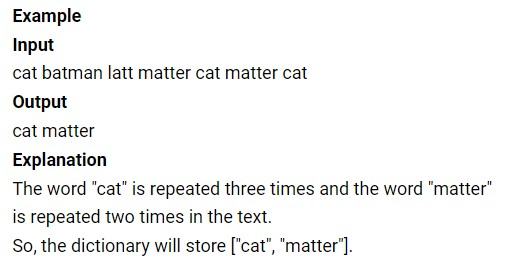 Example
Input
cat batman latt matter cat matter cat
Output
cat matter
Explanation
The word "cat" is repeated three times and the word "matter"
is repeated two times in the text.
So, the dictionary will store ["cat", "matter"].